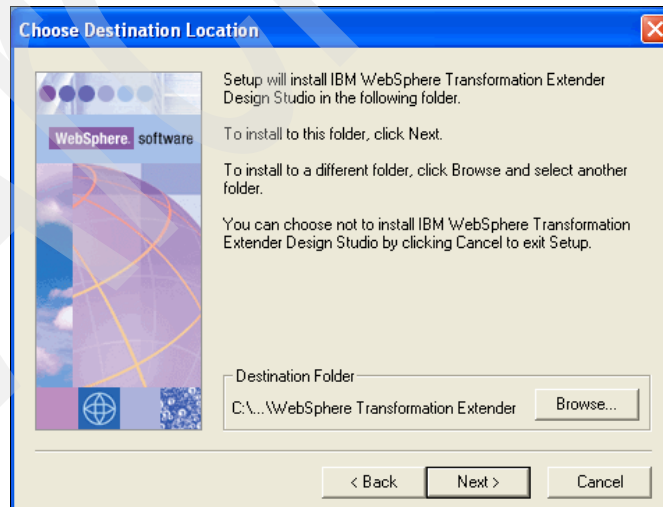 Choose Destination Location
WebSphere. software
Setup will install IBM WebSphere Transformation Extender
Design Studio in the following folder.
To install to this folder, click Next.
To install to a different folder, click Browse and select another
folder.
You can choose not to install IBM WebSphere Transformation
Extender Design Studio by clicking Cancel to exit Setup.
Destination Folder
C:\...\WebSphere Transformation Extender
Browse...
< Back
Next >
Cancel